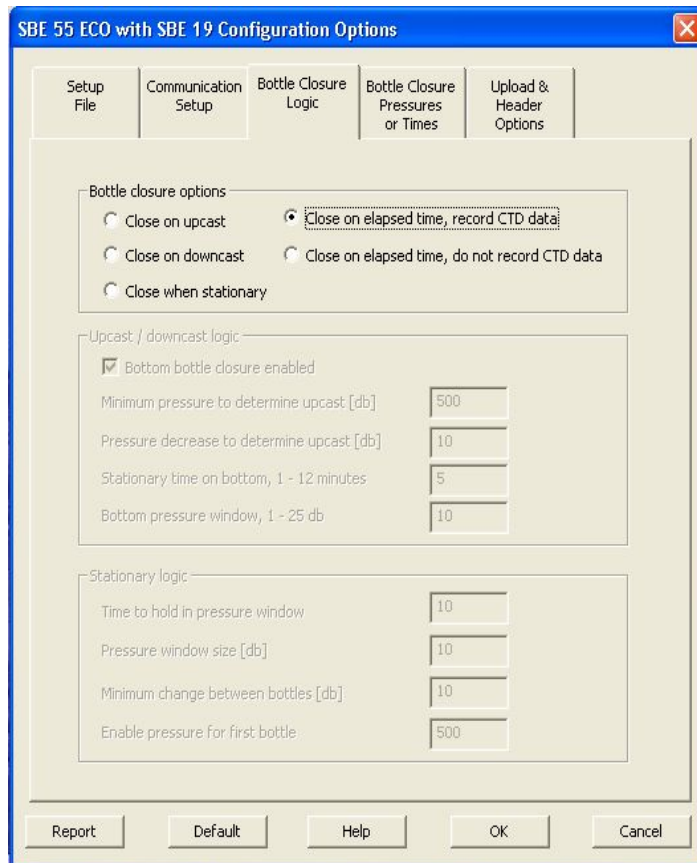 SBE 55 ECO with SBE 19 Configuration Options
Setup
File
Communication
Setup
Bottle Closure
Logic
Bottle Closure
Pressures
or Times
Upload &
Header
Options
Bottle closure options
Close on upcast
Close on elapsed time, record CTD data
Close on downcast
Close on elapsed time, do not record CTD data
Close when stationary
Upcast / downcast logic
Bottom bottle closure enabled
Minimum pressure to determine upcast [db] 500
Pressure decrease to determine upcast [db] 10
Stationary time on bottom, 1 - 12 minutes 5
Bottom pressure window, 1 - 25 db 10
Stationary logic
Time to hold in pressure window 10
Pressure window size [db] 10
Minimum change between bottles [db] 10
Enable pressure for first bottle 500
Report Default Help OK Cancel